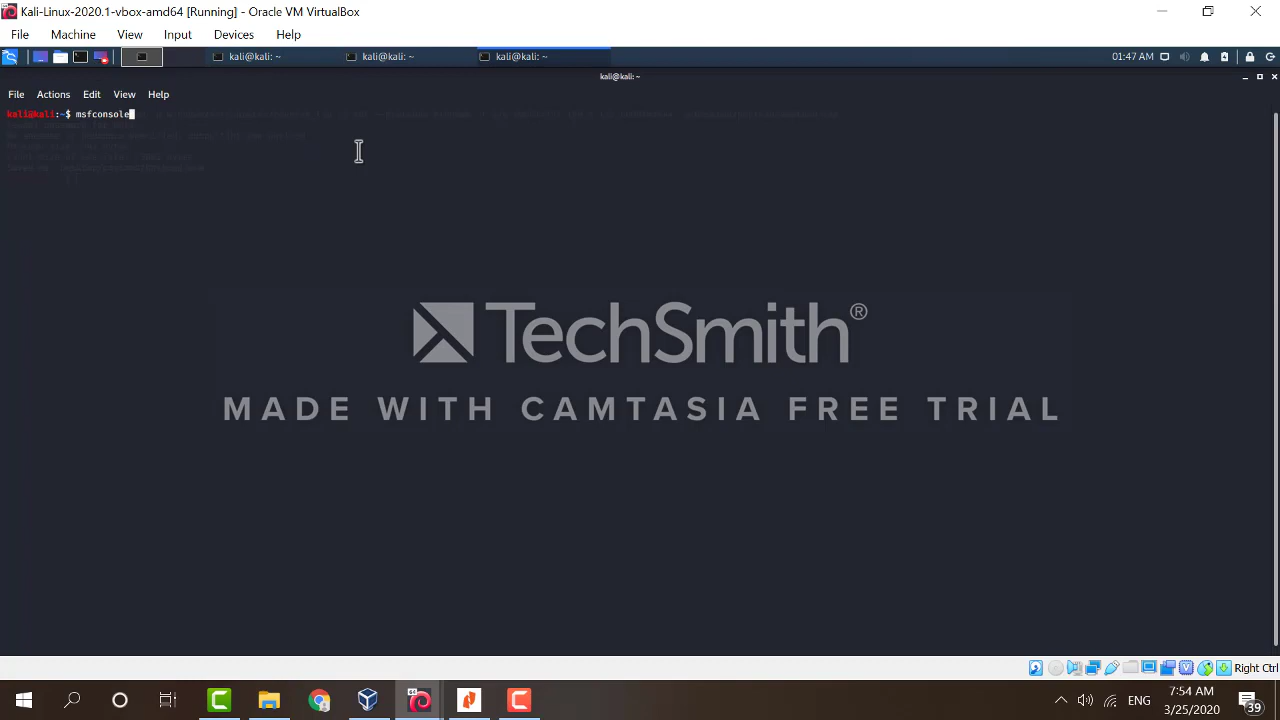 Kali-Linux-2020.1-vbox-amd64 [Running] - Oracle VM VirtualBox
File Machine View Input Devices Help
kali@kali: ~ kali@kali: ~ kali@kali: ~ 01:47 AM
kali@kali: ~
File Actions Edit View Help
kali@kali:~$ msfconsole
TechSmith®
MADE WITH CAMTASIA FREE TRIAL
Right Ctrl
ENG 7:54 AM
3/25/2020 39